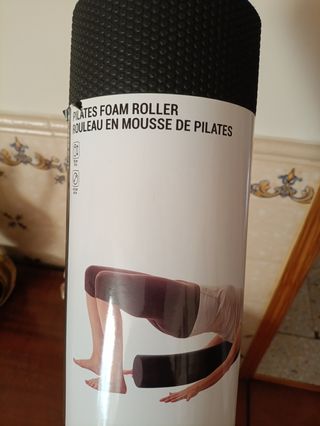 PILATES FOAM ROLLER
ROULEAU EN MOUSSE DE PILATES